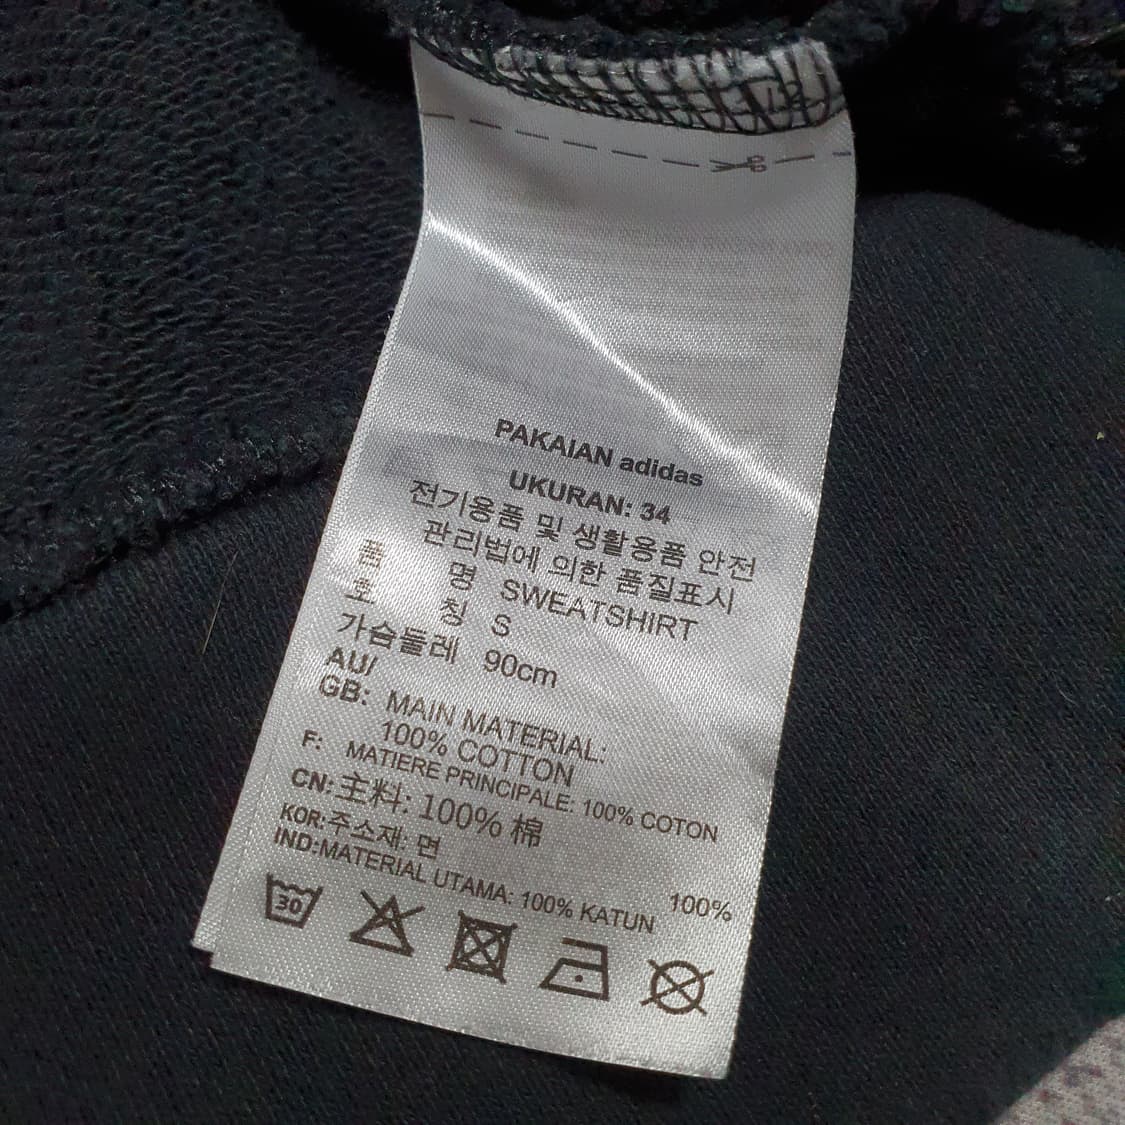 PAKAIAN adidas
UKURAN: 34
전기용품 및 생활용품 안전
관리법에 의한 품질표시
품 명 SWEATSHIRT
호 칭 S
가슴둘레 90cm
AU/
GB: MAIN MATERIAL:
100% COTTON
F: MATIERE PRINCIPALE: 100% COTON
CN: 主料: 100% 棉
KOR: 주소재: 면 100%
IND: MATERIAL UTAMA: 100% KATUN
30